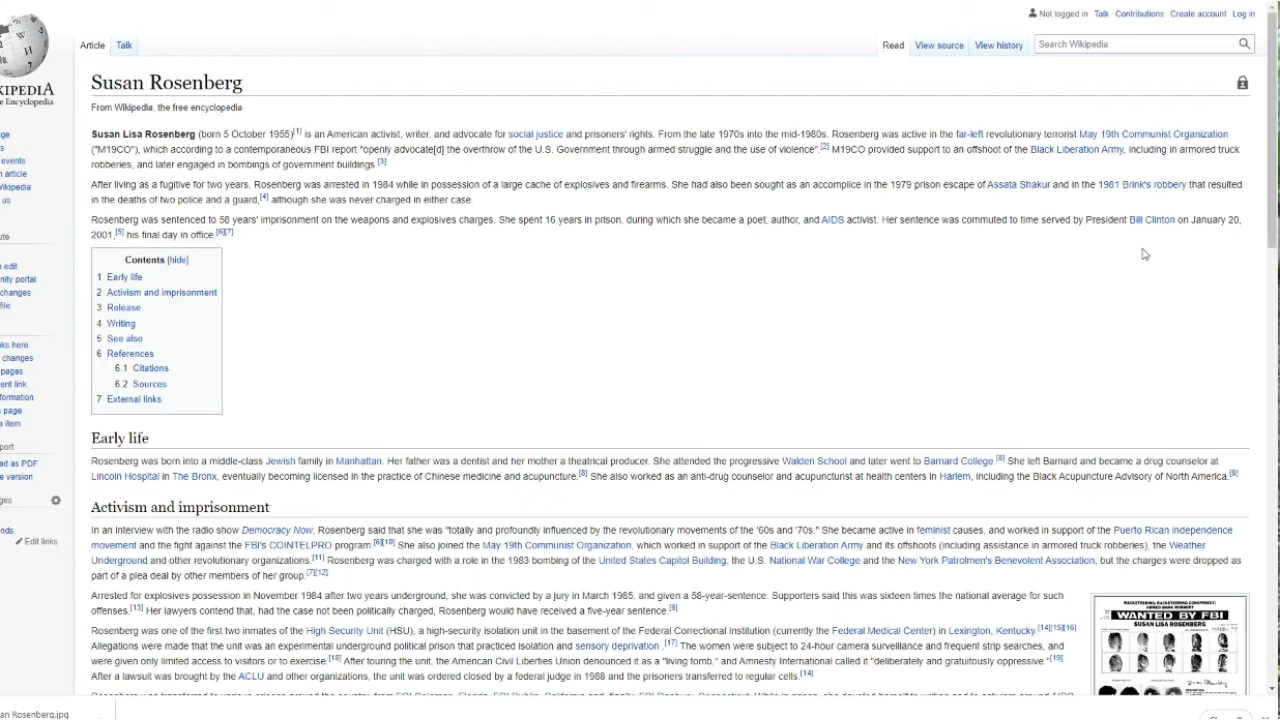 Not logged in Talk Contributions Create account Log in
Article Talk Read View source View history Search Wikipedia
KIPEDIA
e Encyclopedia
Susan Rosenberg
From Wikipedia, the free encyclopedia
Susan Lisa Rosenberg (born 5 October 1955)[1] is an American activist, writer, and advocate for social justice and prisoners' rights. From the late 1970s into the mid-1980s, Rosenberg was active in the far-left revolutionary terrorist May 19th Communist Organization
("M19CO"), which according to a contemporaneous FBI report "openly advocate[d] the overthrow of the U.S. Government through armed struggle and the use of violence".[2] M19CO provided support to an offshoot of the Black Liberation Army, including in armored truck
robberies, and later engaged in bombings of government buildings.[3]
After living as a fugitive for two years, Rosenberg was arrested in 1984 while in possession of a large cache of explosives and firearms. She had also been sought as an accomplice in the 1979 prison escape of Assata Shakur and in the 1981 Brink's robbery that resulted
in the deaths of two police and a guard,[4] although she was never charged in either case.
Rosenberg was sentenced to 58 years' imprisonment on the weapons and explosives charges. She spent 16 years in prison, during which she became a poet, author, and AIDS activist. Her sentence was commuted to time served by President Bill Clinton on January 20,
2001,[5] his final day in office.[6][7]
Contents [hide]
1 Early life
2 Activism and imprisonment
3 Release
4 Writing
5 See also
6 References
6.1 Citations
6.2 Sources
7 External links
ge
s
events
n article
Wikipedia
us
ute
n edit
nity portal
changes
file
ks here
changes
pages
ent link
formation
s page
a item
port
ad as PDF
e version
ges
nds
Edit links
Early life
Rosenberg was born into a middle-class Jewish family in Manhattan. Her father was a dentist and her mother a theatrical producer. She attended the progressive Walden School and later went to Barnard College.[8] She left Barnard and became a drug counselor at
Lincoln Hospital in The Bronx, eventually becoming licensed in the practice of Chinese medicine and acupuncture.[8] She also worked as an anti-drug counselor and acupuncturist at health centers in Harlem, including the Black Acupuncture Advisory of North America.[9]
Activism and imprisonment
In an interview with the radio show Democracy Now, Rosenberg said that she was "totally and profoundly influenced by the revolutionary movements of the '60s and '70s." She became active in feminist causes, and worked in support of the Puerto Rican independence
movement and the fight against the FBI's COINTELPRO program.[6][10] She also joined the May 19th Communist Organization, which worked in support of the Black Liberation Army and its offshoots (including assistance in armored truck robberies), the Weather
Underground and other revolutionary organizations.[11] Rosenberg was charged with a role in the 1983 bombing of the United States Capitol Building, the U.S. National War College and the New York Patrolmen's Benevolent Association, but the charges were dropped as
part of a plea deal by other members of her group.[7][12]
Arrested for explosives possession in November 1984 after two years underground, she was convicted by a jury in March 1985, and given a 58-year-sentence. Supporters said this was sixteen times the national average for such
offenses.[13] Her lawyers contend that, had the case not been politically charged, Rosenberg would have received a five-year sentence.[6]
Rosenberg was one of the first two inmates of the High Security Unit (HSU), a high-security isolation unit in the basement of the Federal Correctional Institution (currently the Federal Medical Center) in Lexington, Kentucky.[14][15][16]
Allegations were made that the unit was an experimental underground political prison that practiced isolation and sensory deprivation .[17] The women were subject to 24-hour camera surveillance and frequent strip searches, and
were given only limited access to visitors or to exercise.[18] After touring the unit, the American Civil Liberties Union denounced it as a "living tomb," and Amnesty International called it "deliberately and gratuitously oppressive."[19]
After a lawsuit was brought by the ACLU and other organizations, the unit was ordered closed by a federal judge in 1988 and the prisoners transferred to regular cells.[14]
WANTED BY FBI
SUSAN LISA ROSENBERG
an Rosenberg.jpg